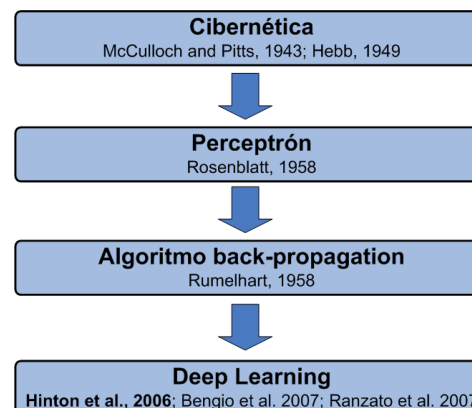 Cibernética
McCulloch and Pitts, 1943; Hebb, 1949
Perceptrón
Rosenblatt, 1958
Algoritmo back-propagation
Rumelhart, 1958
Deep Learning
Hinton et al., 2006; Bengio et al. 2007; Ranzato et al. 2007